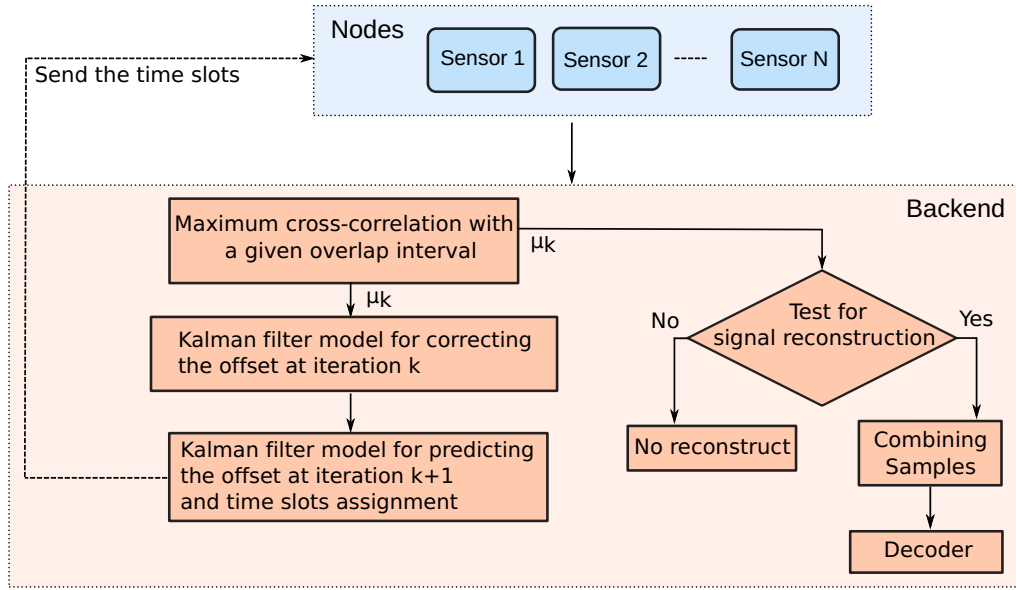 Nodes
Sensor 1
Sensor 2
Sensor N
Send the time slots
Backend
Maximum cross-correlation with
a given overlap interval
μk
μk
Kalman filter model for correcting
the offset at iteration k
Kalman filter model for predicting
the offset at iteration k+1
and time slots assignment
Test for
signal reconstruction
No
Yes
No reconstruct
Combining
Samples
Decoder